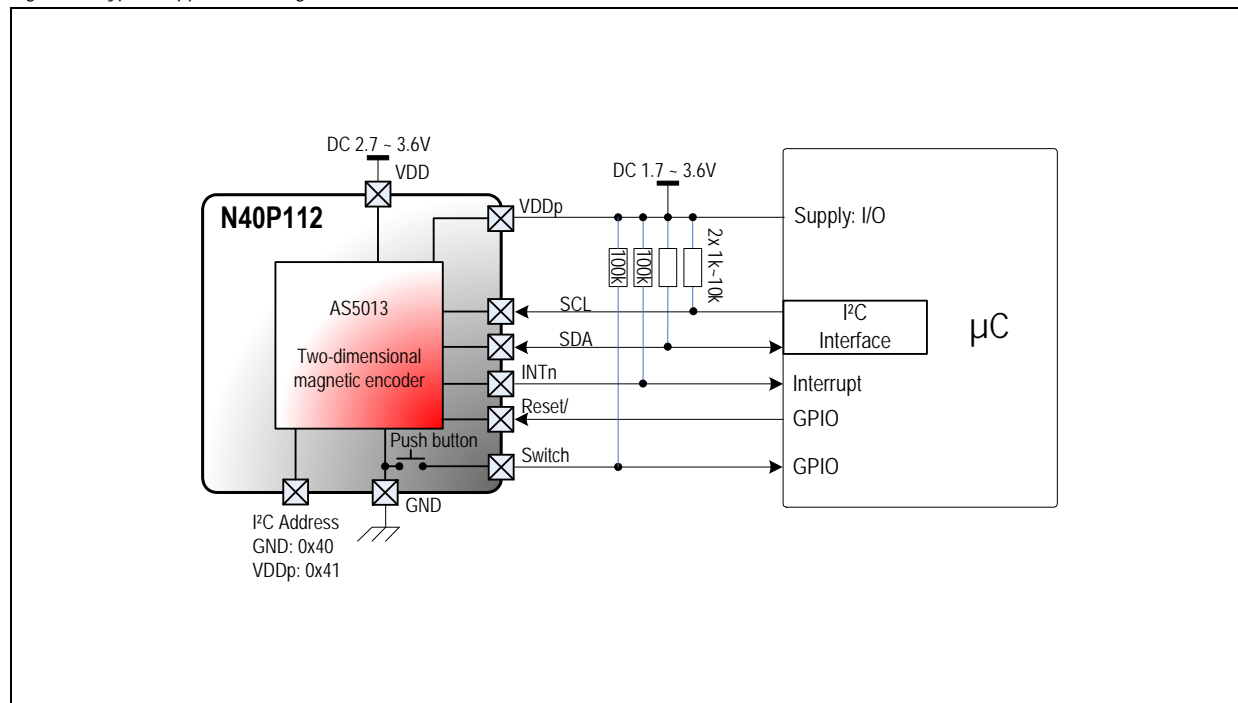 DC 2.7 ~ 3.6V
VDD
DC 1.7 ~ 3.6V
N40P112
VDDp
Supply: I/O
100k
100k
2x 1k~10k
AS5013
Two-dimensional
magnetic encoder
SCL
SDA
INTn
Reset/
Switch
Push button
I²C
Interface
µC
Interrupt
GPIO
GPIO
GND
I²C Address
GND: 0x40
VDDp: 0x41